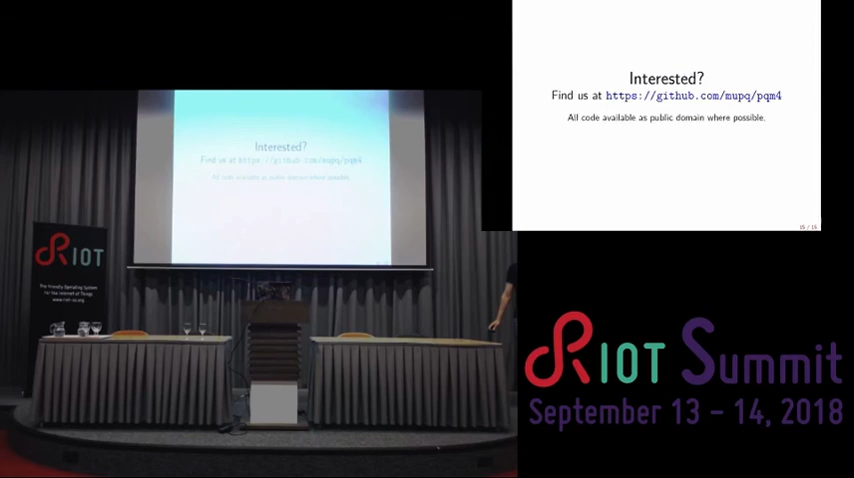 Interested?
Find us at https://github.com/mupq/pqm4
All code available as public domain where possible.
15 / 15
Interested?
Find us at https://github.com/mupq/pqm4
All code available as public domain where possible.
RIOT
The friendly Operating System
for the Internet of Things
www.riot-os.org
RIOT Summit
September 13 - 14, 2018